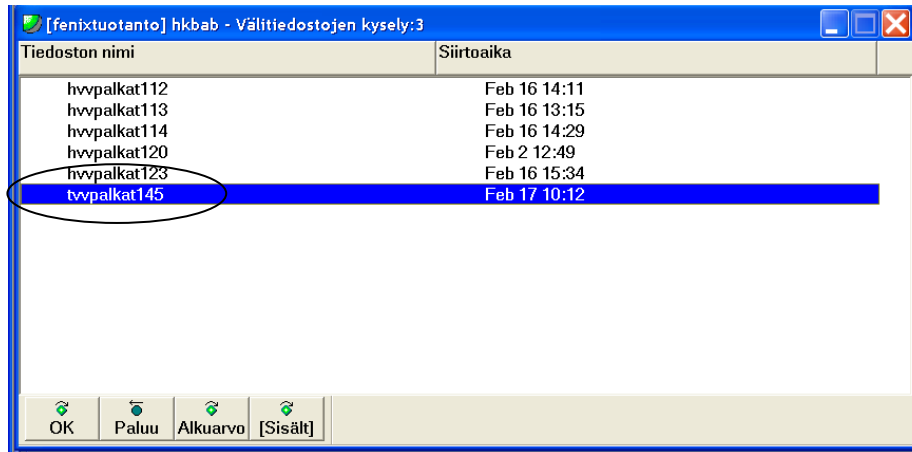 [fenixtuotanto] hkbab - Välitiedostojen kysely:3
Tiedoston nimi Siirtoaika
hvvpalkat112 Feb 16 14:11
hvvpalkat113 Feb 16 13:15
hvvpalkat114 Feb 16 14:29
hvvpalkat120 Feb 2 12:49
hvvpalkat123 Feb 16 15:34
tvvpalkat145 Feb 17 10:12
OK Paluu Alkuarvo [Sisält]